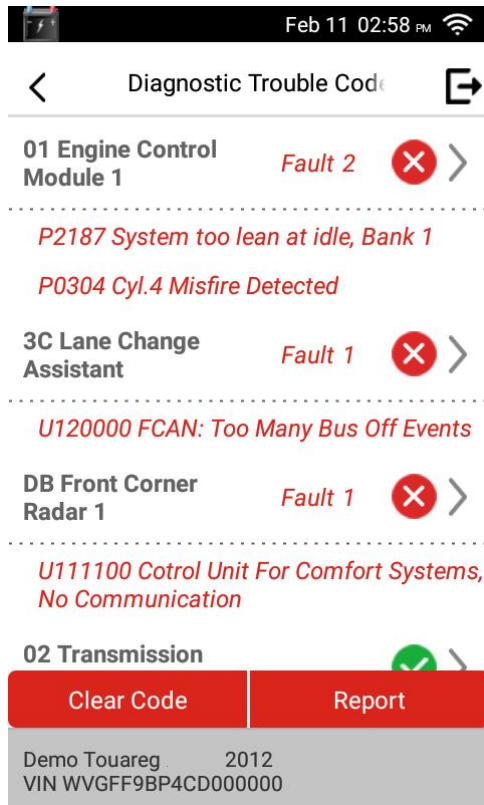 Feb 11 02:58 PM
Diagnostic Trouble Code
01 Engine Control
Module 1
Fault 2
P2187 System too lean at idle, Bank 1
P0304 Cyl.4 Misfire Detected
3C Lane Change
Assistant
Fault 1
U120000 FCAN: Too Many Bus Off Events
DB Front Corner
Radar 1
Fault 1
U111100 Cotrol Unit For Comfort Systems,
No Communication
02 Transmission
Clear Code
Report
Demo Touareg 2012
VIN WVGFF9BP4CD000000